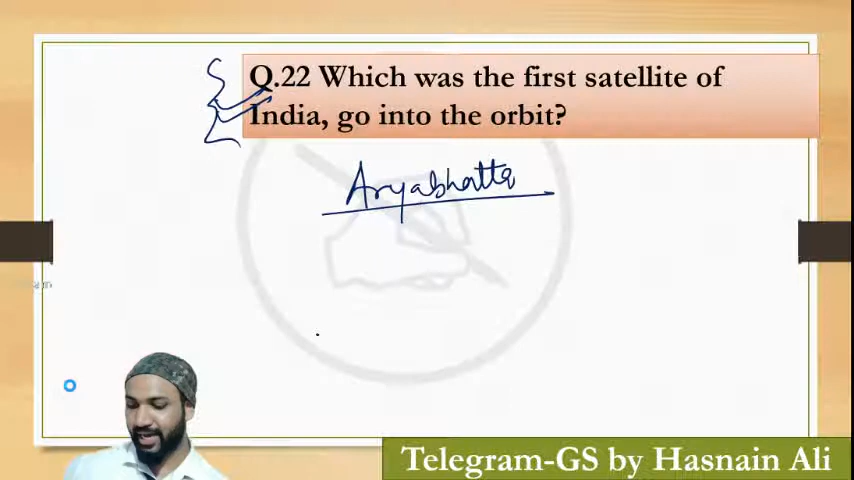 Q.22 Which was the first satellite of
India, go into the orbit?
Aryabhatta
Telegram-GS by Hasnain Ali